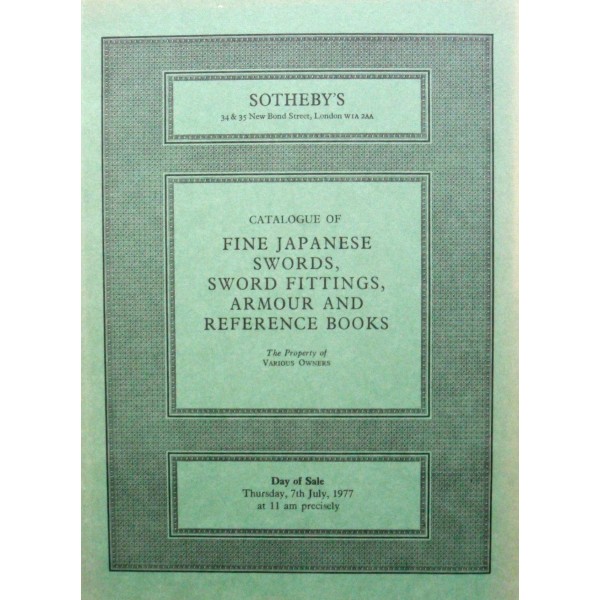 SOTHEBY'S
34 & 35 New Bond Street, London W1A 2AA
CATALOGUE OF
FINE JAPANESE
SWORDS,
SWORD FITTINGS,
ARMOUR AND
REFERENCE BOOKS
The Property of
VARIOUS OWNERS
Day of Sale
Thursday, 7th July, 1977
at 11 am precisely